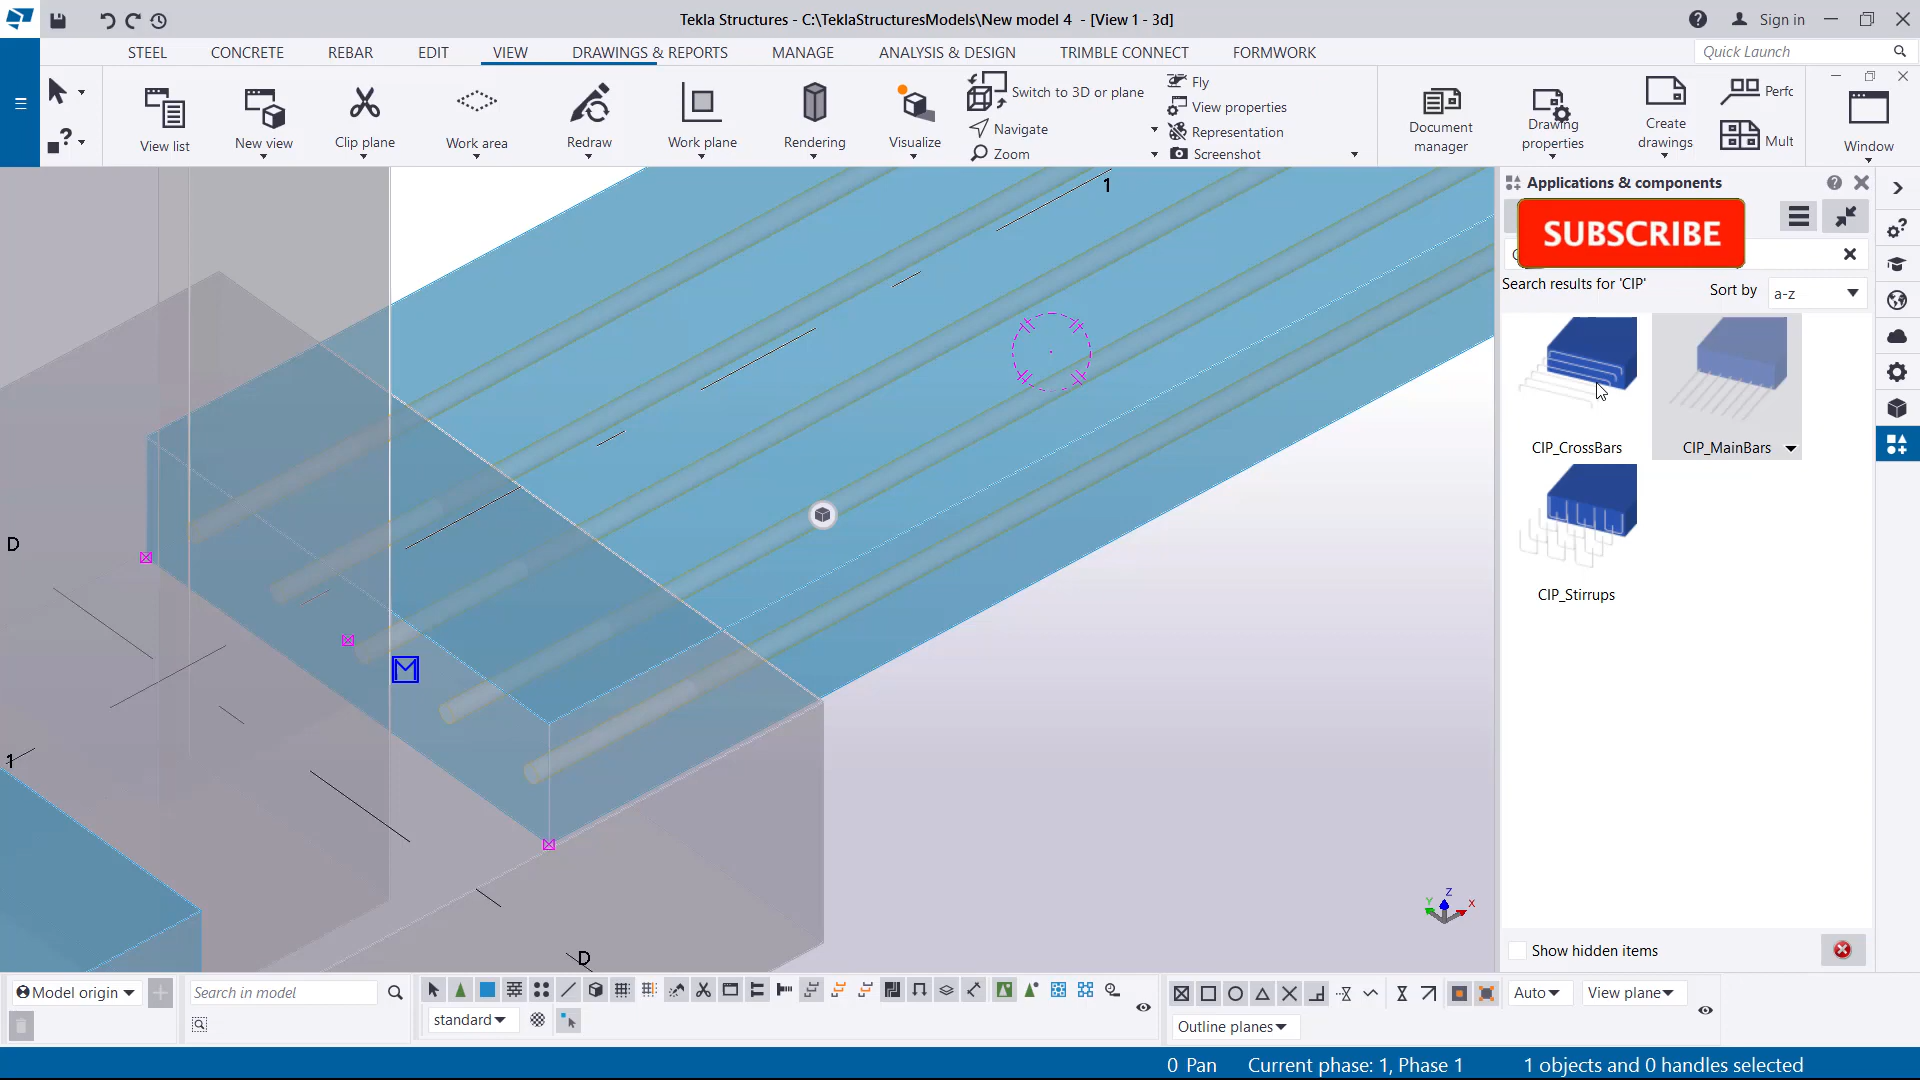 Tekla Structures - C:\TeklaStructuresModels\New model 4 - [View 1 - 3d]
Sign in
STEEL CONCRETE REBAR EDIT VIEW DRAWINGS & REPORTS MANAGE ANALYSIS & DESIGN TRIMBLE CONNECT FORMWORK
Quick Launch
View list
New view
Clip plane
Work area
Redraw
Work plane
Rendering
Visualize
Switch to 3D or plane
Navigate
Zoom
Fly
View properties
Representation
Screenshot
Document
manager
Drawing
properties
Create
drawings
Perfc
Mult
Window
Applications & components
SUBSCRIBE
Search results for 'CIP'
Sort by
a-z
CIP_CrossBars
CIP_MainBars
CIP_Stirrups
1
D
M
1
D
Z
Y
X
Show hidden items
Model origin
Search in model
standard
Auto
View plane
Outline planes
0 Pan Current phase: 1, Phase 1 1 objects and 0 handles selected